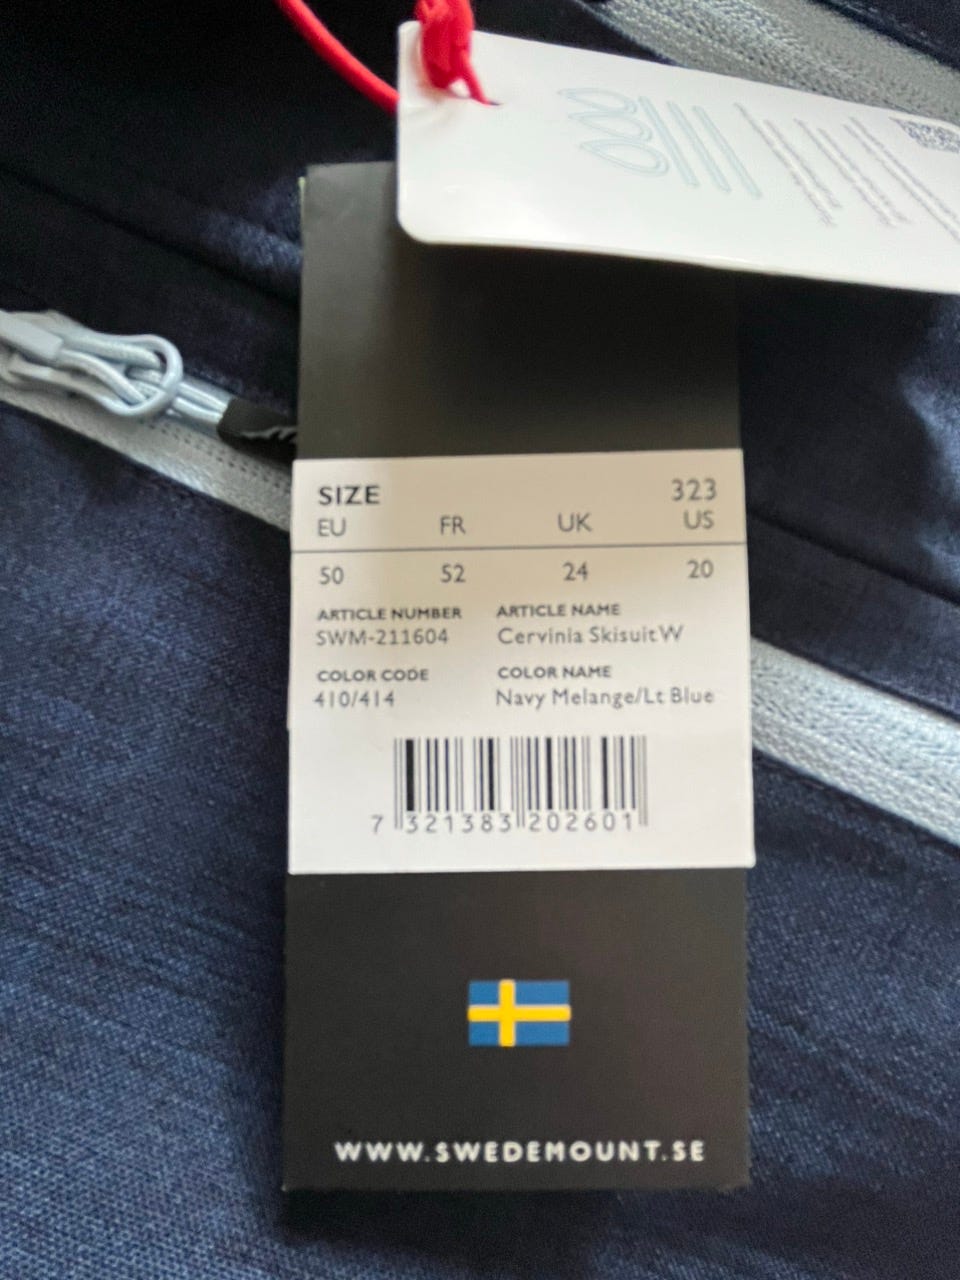 SIZE 323
EU FR UK US
50 52 24 20
ARTICLE NUMBER ARTICLE NAME
SWM-211604 Cervinia Skisuit W
COLOR CODE COLOR NAME
410/414 Navy Melange/Lt Blue
7 321383 202601
WWW.SWEDEMOUNT.SE